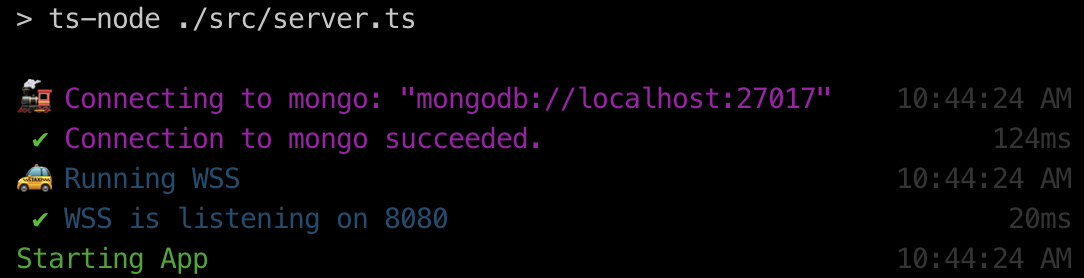 > ts-node ./src/server.ts
🚂 Connecting to mongo: "mongodb://localhost:27017" 10:44:24 AM
✔ Connection to mongo succeeded. 124ms
🚖 Running WSS 10:44:24 AM
✔ WSS is listening on 8080 20ms
Starting App 10:44:24 AM